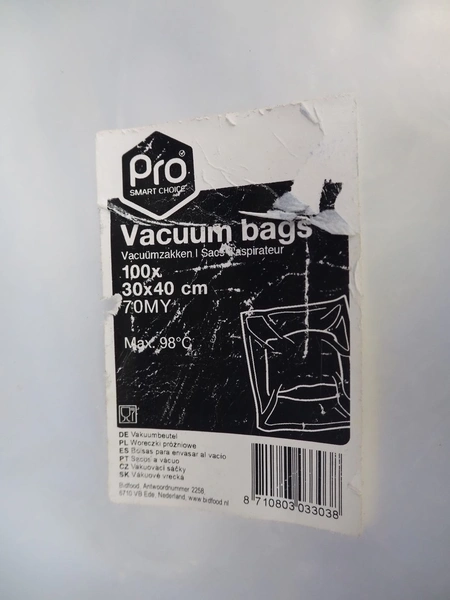 Pro
SMART CHOICE
Vacuum bags
Vacuümzakken | Sacs d'aspirateur
100x
30x40 cm
70MY
Max. 98°C
DE Vakuumbeutel
PL Woreczki próżniowe
ES Bolsas para envasar al vacío
PT Sacos a vácuo
CZ Vakuovací sáčky
SK Vákuové vrecká
Bidfood, Antwoordnummer 2258,
6710 VB Ede, Nederland, www.bidfood.nl
8 710803 033038